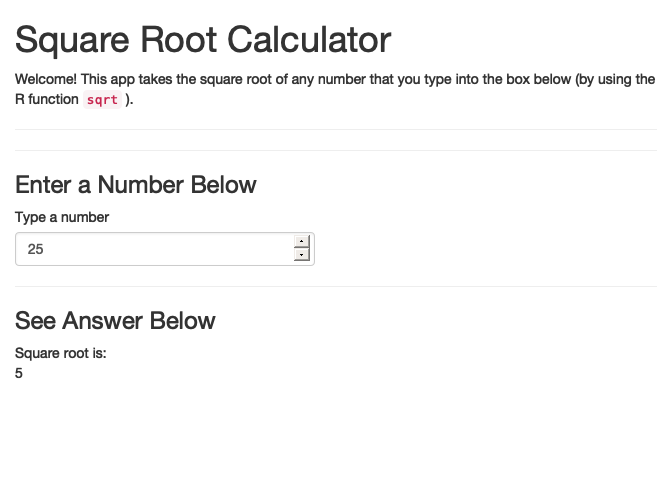 Square Root Calculator
Welcome! This app takes the square root of any number that you type into the box below (by using the
R function sqrt ).
Enter a Number Below
Type a number
25
See Answer Below
Square root is:
5